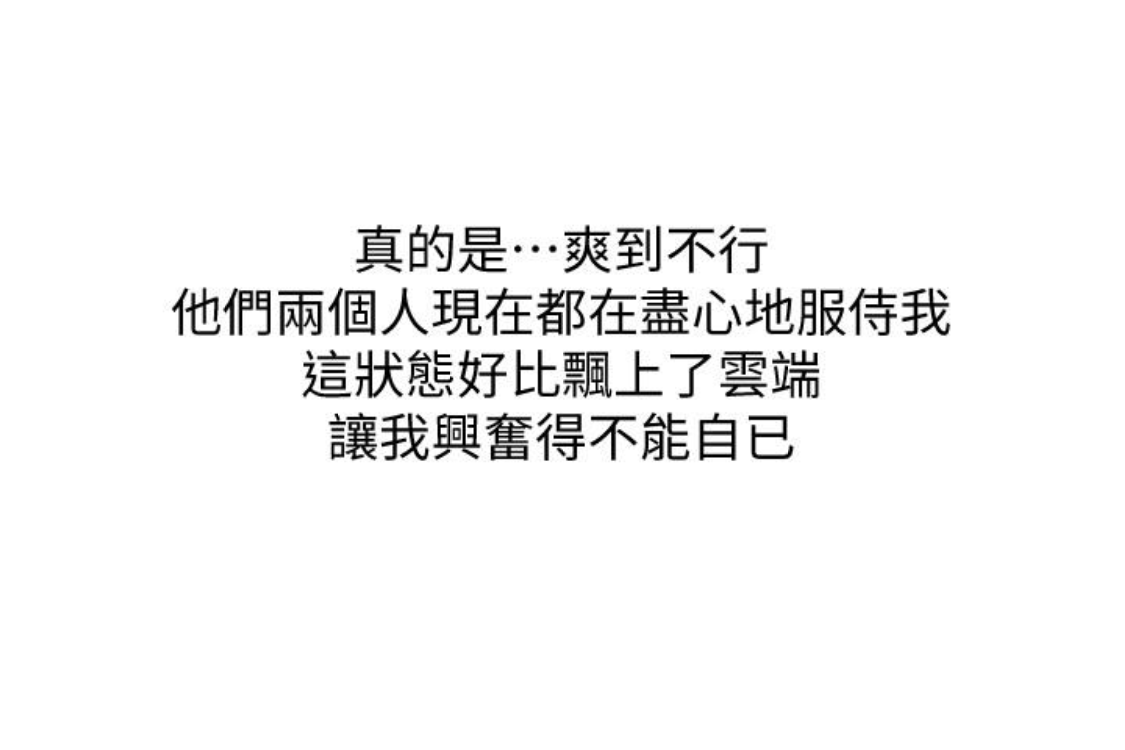 真的是⋯爽到不行
他們兩個人現在都在盡心地服侍我
這狀態好比飄上了雲端
讓我興奮得不能自已